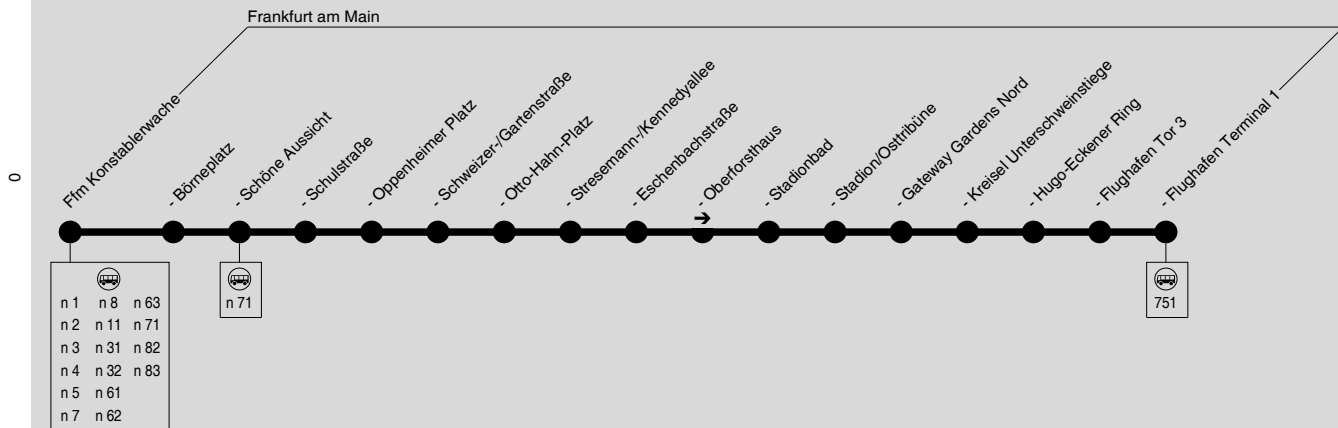 Frankfurt am Main
Ffm Konstablerwache
- Börneplatz
- Schöne Aussicht
- Schulstraße
- Oppenheimer Platz
- Schweizer-/Gartenstraße
- Otto-Hahn-Platz
- Stresemann-/Kennedyallee
- Eschenbachstraße
- Oberforsthaus
- Stadionbad
- Stadion/Osttribüne
- Gateway Gardens Nord
- Kreisel Unterschweinstiege
- Hugo-Eckener Ring
- Flughafen Tor 3
- Flughafen Terminal 1
0
➔
n 1 n 8 n 63
n 2 n 11 n 71
n 3 n 31 n 82
n 4 n 32 n 83
n 5 n 61
n 7 n 62
n 71
751